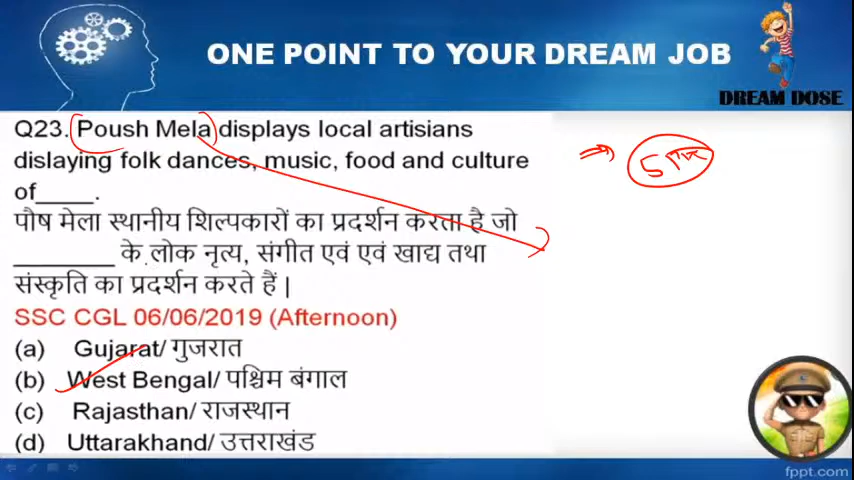 ONE POINT TO YOUR DREAM JOB
DREAM DOSE
Q23. Poush Mela displays local artisians
dislaying folk dances, music, food and culture
of____.
पौष मेला स्थानीय शिल्पकारों का प्रदर्शन करता है जो
________ के लोक नृत्य, संगीत एवं एवं खाद्य तथा
संस्कृति का प्रदर्शन करते हैं |
SSC CGL 06/06/2019 (Afternoon)
(a) Gujarat/ गुजरात
(b) West Bengal/ पश्चिम बंगाल
(c) Rajasthan/ राजस्थान
(d) Uttarakhand/ उत्तराखंड
fppt.com